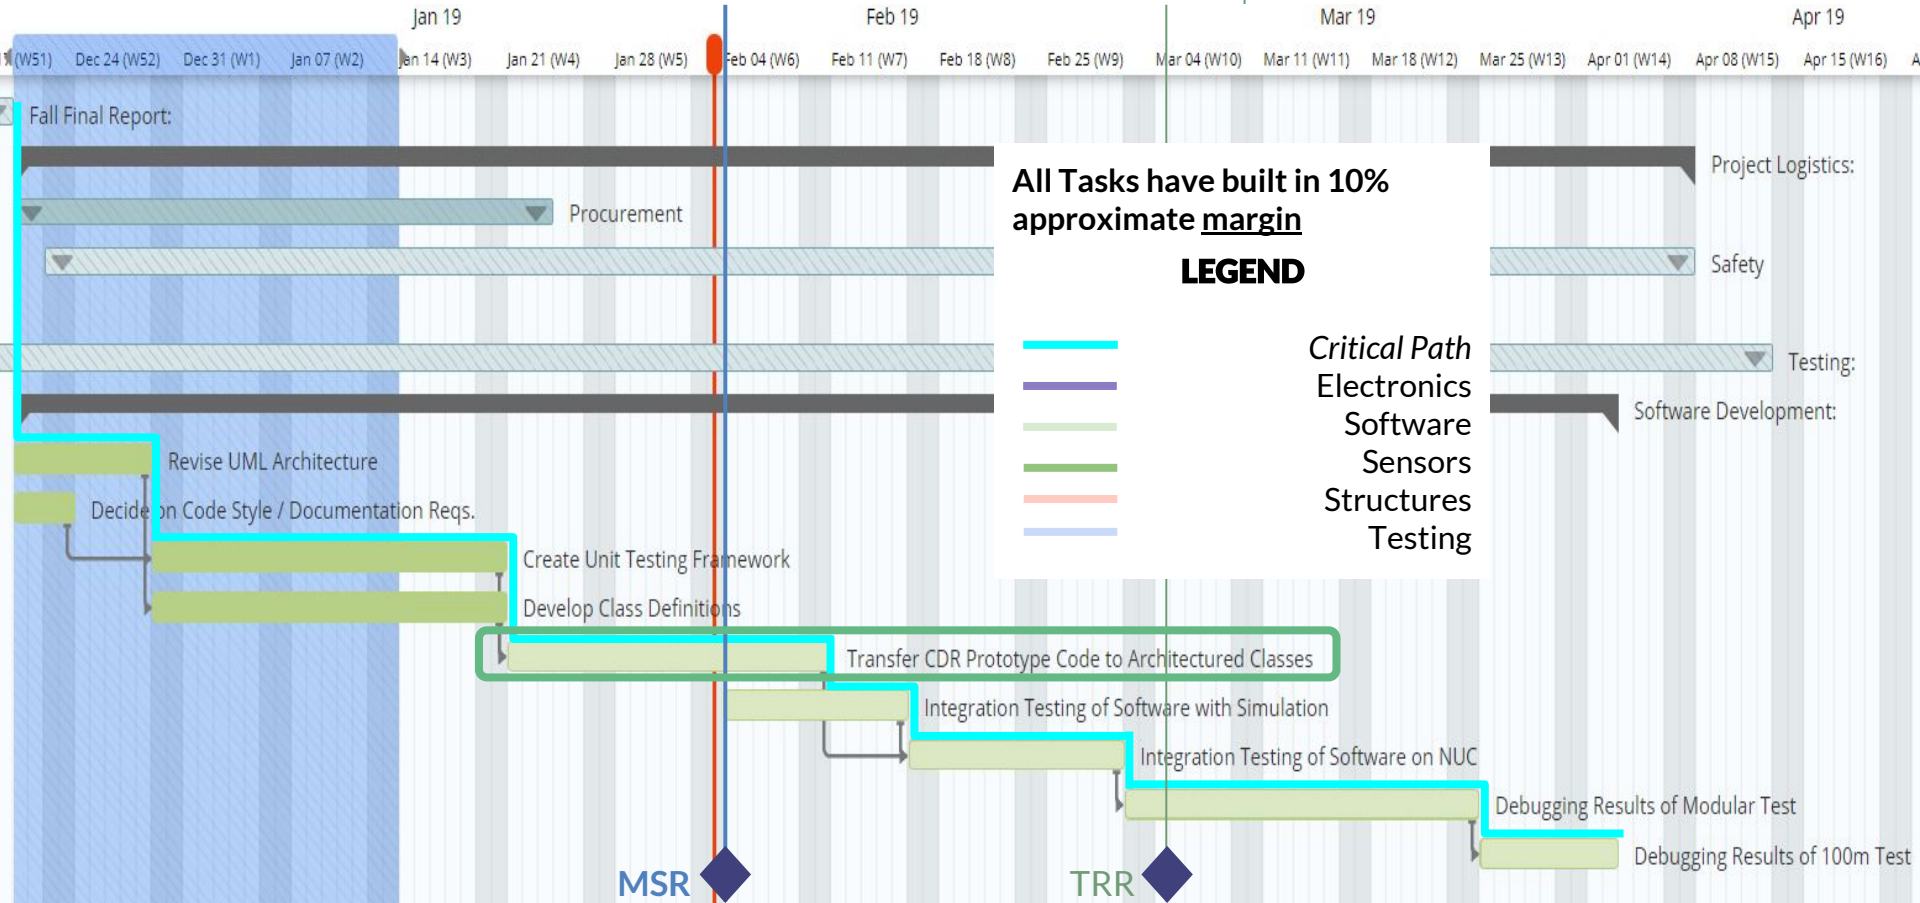 Jan 19
Feb 19
Mar 19
Apr 19
(W51)
Dec 24 (W52)
Dec 31 (W1)
Jan 07 (W2)
Jan 14 (W3)
Jan 21 (W4)
Jan 28 (W5)
Feb 04 (W6)
Feb 11 (W7)
Feb 18 (W8)
Feb 25 (W9)
Mar 04 (W10)
Mar 11 (W11)
Mar 18 (W12)
Mar 25 (W13)
Apr 01 (W14)
Apr 08 (W15)
Apr 15 (W16)
Fall Final Report:
Project Logistics:
All Tasks have built in 10%
approximate margin
Procurement
Safety
LEGEND
Critical Path
Electronics
Software
Sensors
Structures
Testing
Testing:
Software Development:
Revise UML Architecture
Decide on Code Style / Documentation Reqs.
Create Unit Testing Framework
Develop Class Definitions
Transfer CDR Prototype Code to Architectured Classes
Integration Testing of Software with Simulation
Integration Testing of Software on NUC
Debugging Results of Modular Test
Debugging Results of 100m Test
MSR
TRR